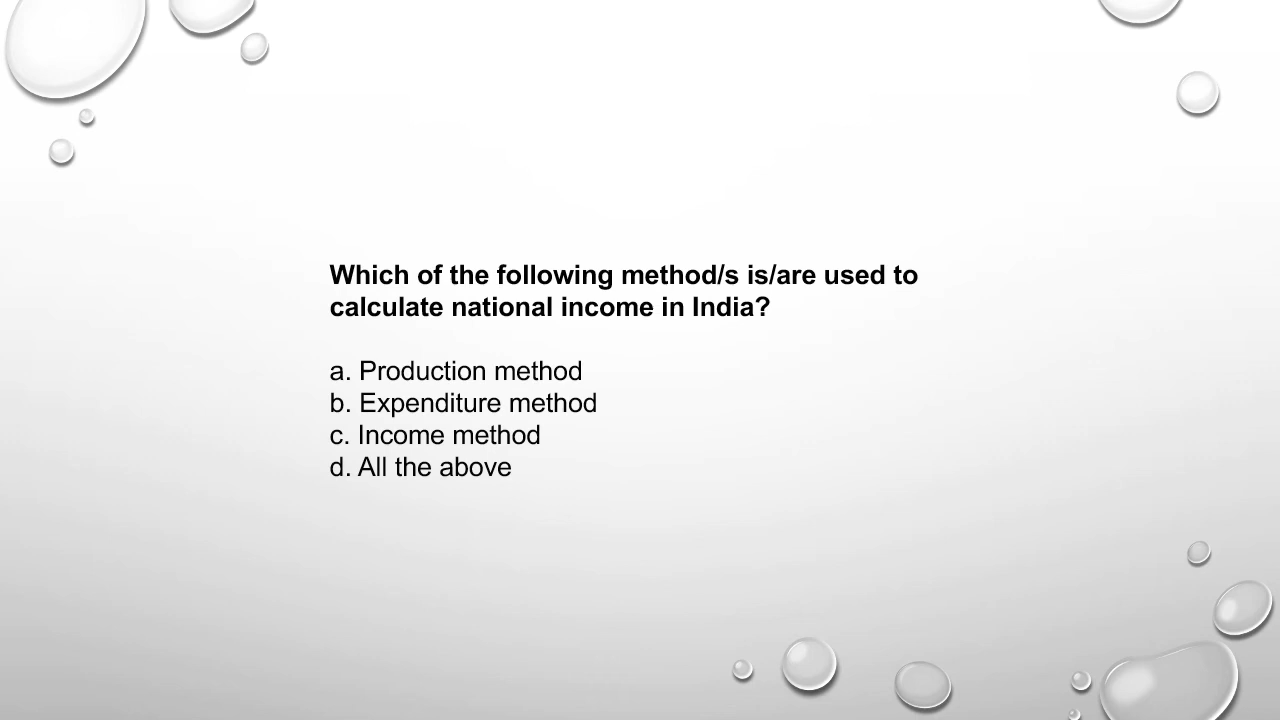 Which of the following method/s is/are used to
calculate national income in India?
a. Production method
b. Expenditure method
c. Income method
d. All the above